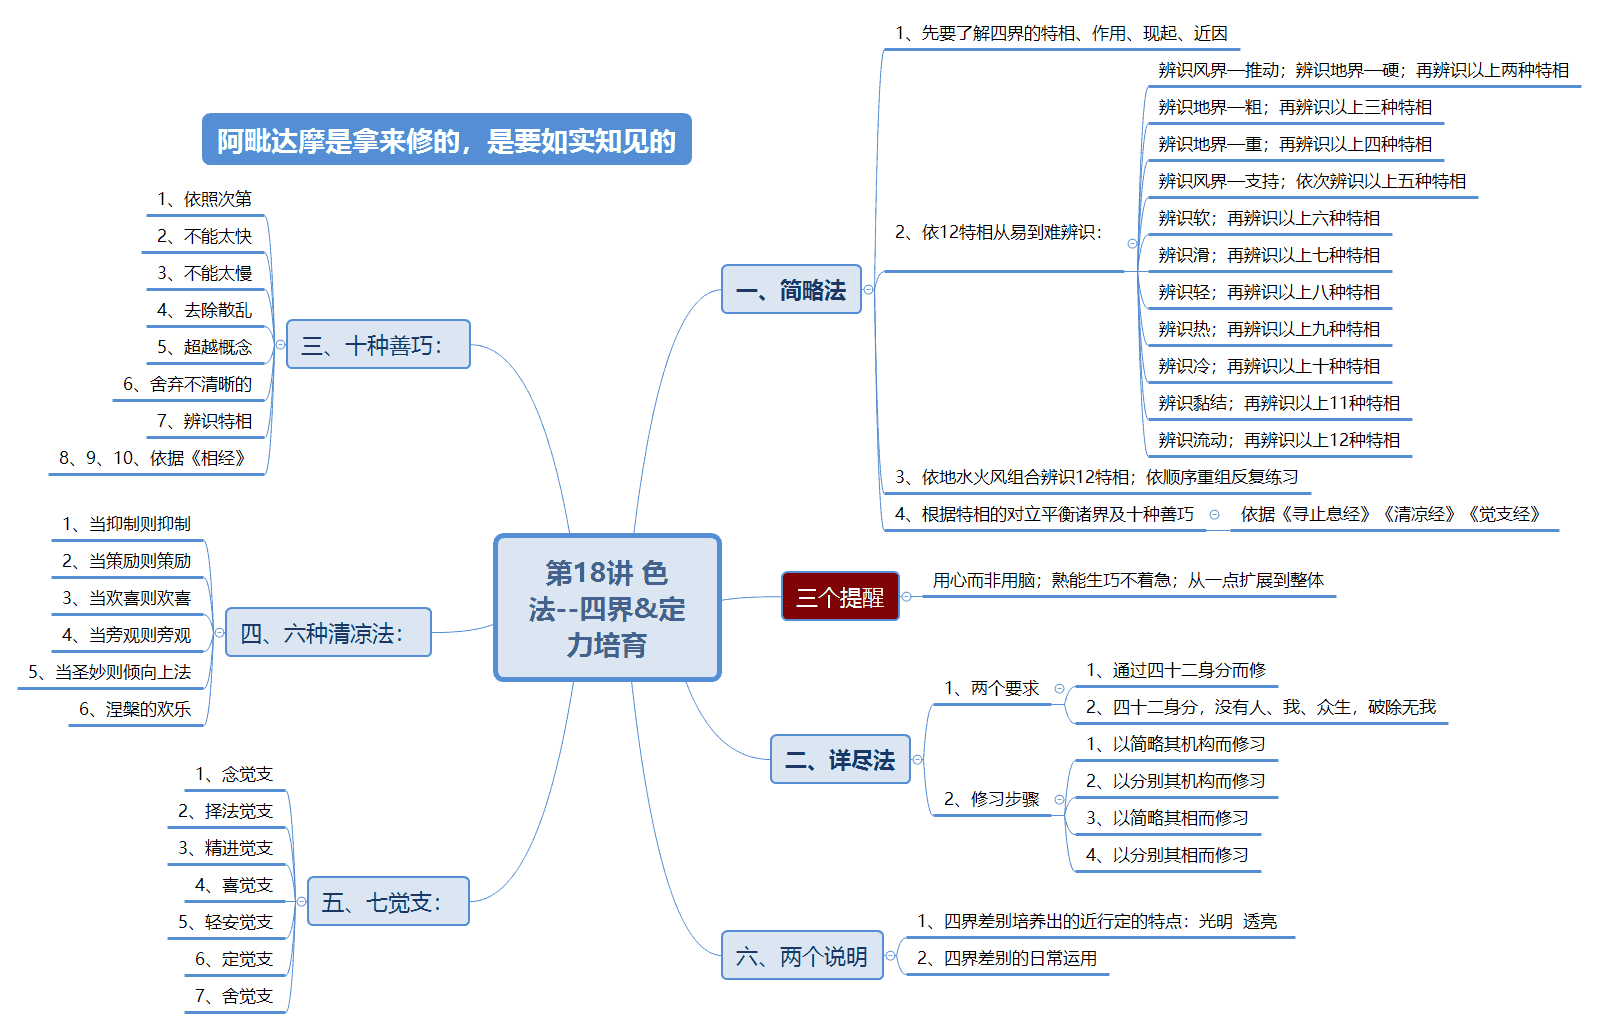 阿毗达摩是拿来修的，是要如实知见的
第18讲 色
法--四界&定
力培育
一、简略法
1、先要了解四界的特相、作用、现起、近因
2、依12特相从易到难辨识：
辨识风界—推动；辨识地界—硬；再辨识以上两种特相
辨识地界—粗；再辨识以上三种特相
辨识地界—重；再辨识以上四种特相
辨识风界—支持；依次辨识以上五种特相
辨识软；再辨识以上六种特相
辨识滑；再辨识以上七种特相
辨识轻；再辨识以上八种特相
辨识热；再辨识以上九种特相
辨识冷；再辨识以上十种特相
辨识黏结；再辨识以上11种特相
辨识流动；再辨识以上12种特相
3、依地水火风组合辨识12特相；依顺序重组反复练习
4、根据特相的对立平衡诸界及十种善巧
依据《寻止息经》《清凉经》《觉支经》
三个提醒
用心而非用脑；熟能生巧不着急；从一点扩展到整体
二、详尽法
1、两个要求
1、通过四十二身分而修
2、四十二身分，没有人、我、众生，破除无我
2、修习步骤
1、以简略其机构而修习
2、以分别其机构而修习
3、以简略其相而修习
4、以分别其相而修习
三、十种善巧：
1、依照次第
2、不能太快
3、不能太慢
4、去除散乱
5、超越概念
6、舍弃不清晰的
7、辨识特相
8、9、10、依据《相经》
四、六种清凉法：
1、当抑制则抑制
2、当策励则策励
3、当欢喜则欢喜
4、当旁观则旁观
5、当圣妙则倾向上法
6、涅槃的欢乐
五、七觉支：
1、念觉支
2、择法觉支
3、精进觉支
4、喜觉支
5、轻安觉支
6、定觉支
7、舍觉支
六、两个说明
1、四界差别培养出的近行定的特点：光明 透亮
2、四界差别的日常运用